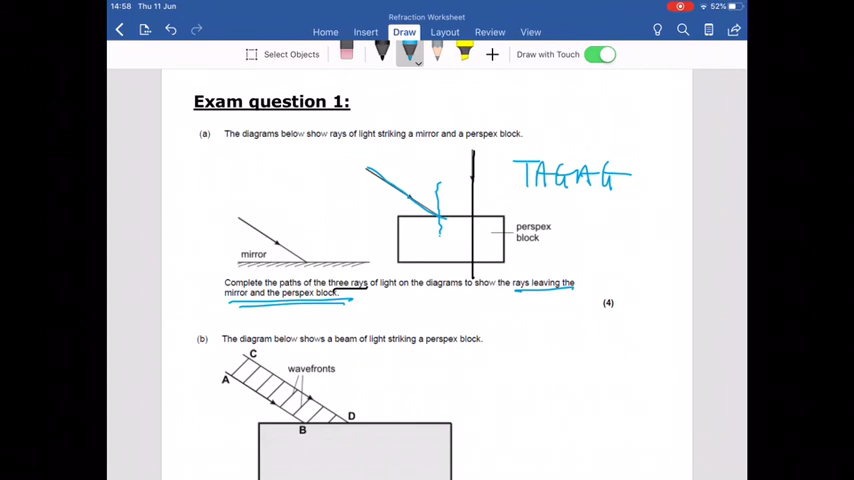 14:58 Thu 11 Jun
52%
Refraction Worksheet
Home Insert Draw Layout Review View
Select Objects
Draw with Touch
Exam question 1:
(a) The diagrams below show rays of light striking a mirror and a perspex block.
TAGAG
perspex
block
mirror
Complete the paths of the three rays of light on the diagrams to show the rays leaving the
mirror and the perspex block.
(4)
(b) The diagram below shows a beam of light striking a perspex block.
C
wavefronts
A
D
B